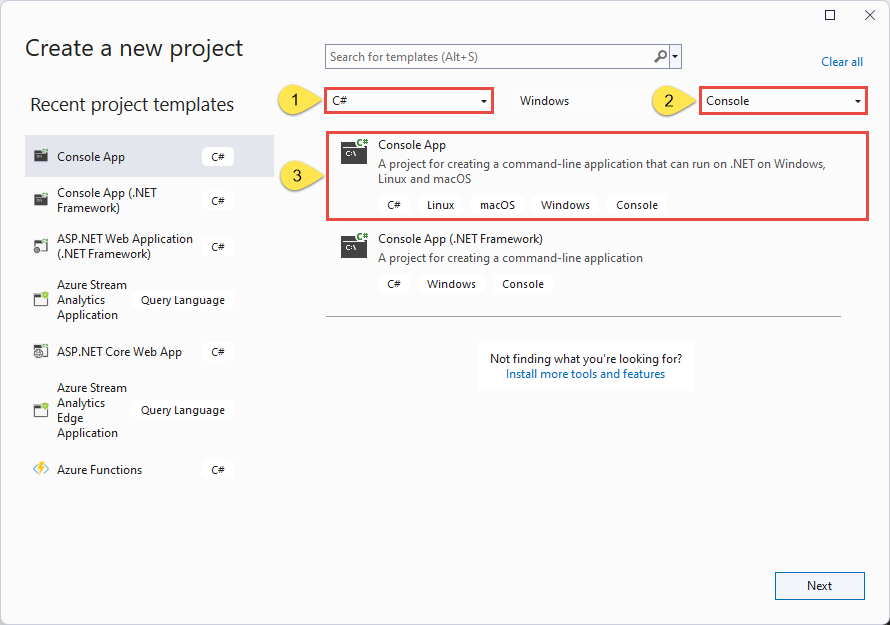 Create a new project
Search for templates (Alt+S)
Clear all
Recent project templates
1
C#
Windows
2
Console
Console App
C#
Console App (.NET
Framework)
C#
ASP.NET Web Application
(.NET Framework)
C#
Azure Stream
Analytics
Application
Query Language
ASP.NET Core Web App
C#
Azure Stream
Analytics
Edge
Application
Query Language
Azure Functions
C#
3
C#
C:\
Console App
A project for creating a command-line application that can run on .NET on Windows,
Linux and macOS
C# Linux macOS Windows Console
C#
C:\
Console App (.NET Framework)
A project for creating a command-line application
C# Windows Console
Not finding what you're looking for?
Install more tools and features
Next